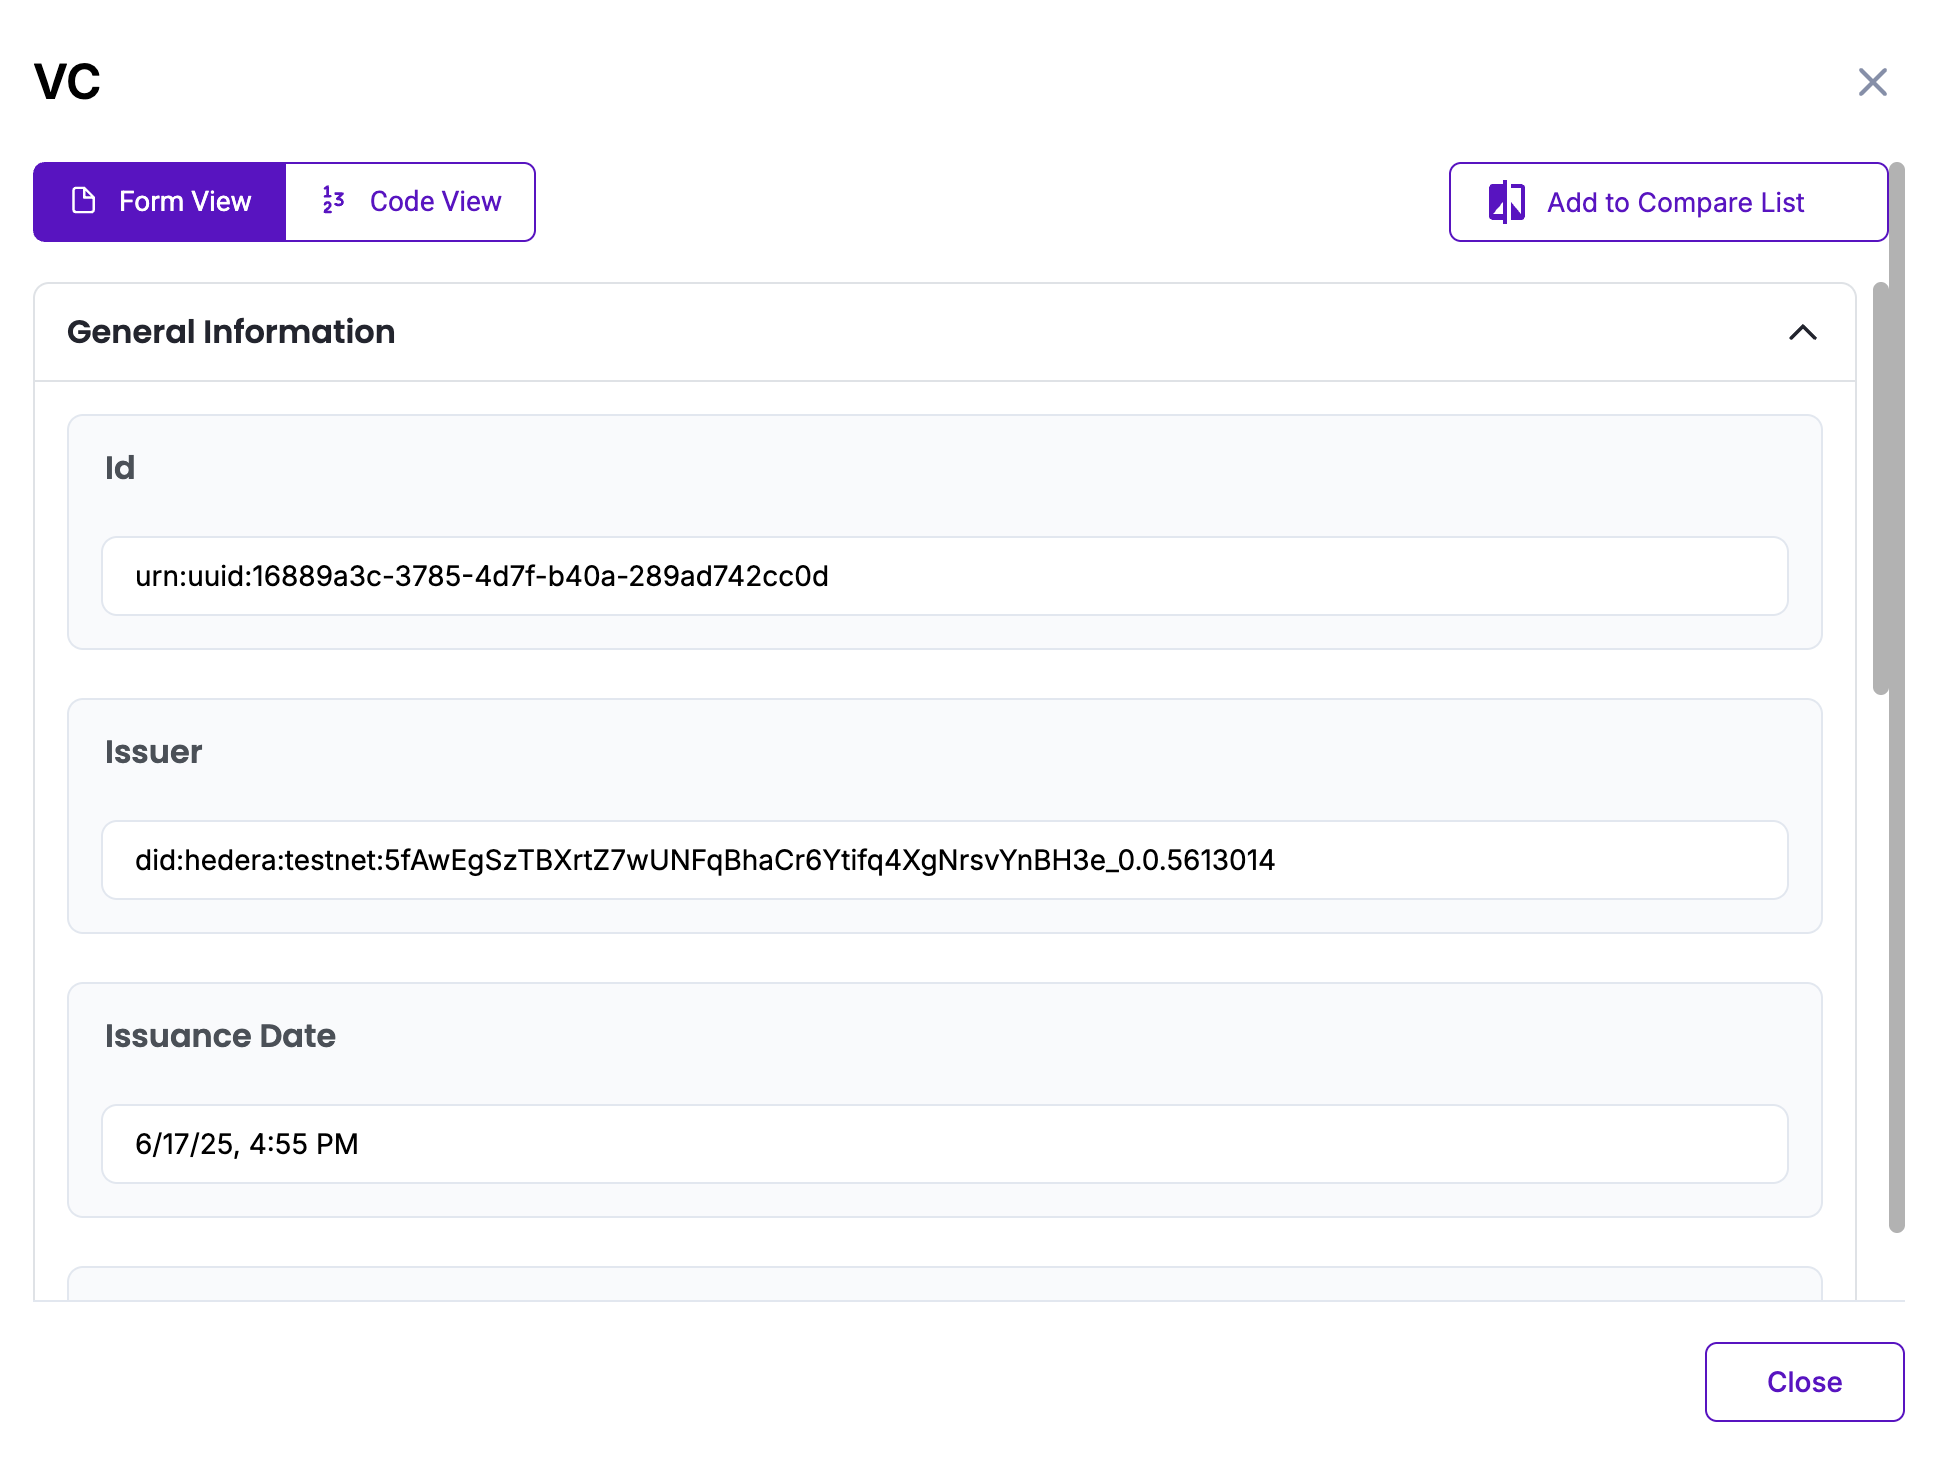 VC
Form View
Code View
Add to Compare List
General Information
Id
urn:uuid:16889a3c-3785-4d7f-b40a-289ad742cc0d
Issuer
did:hedera:testnet:5fAwEgSzTBXrtZ7wUNFqBhaCr6Ytifq4XgNrsvYnBH3e_0.0.5613014
Issuance Date
6/17/25, 4:55 PM
Close